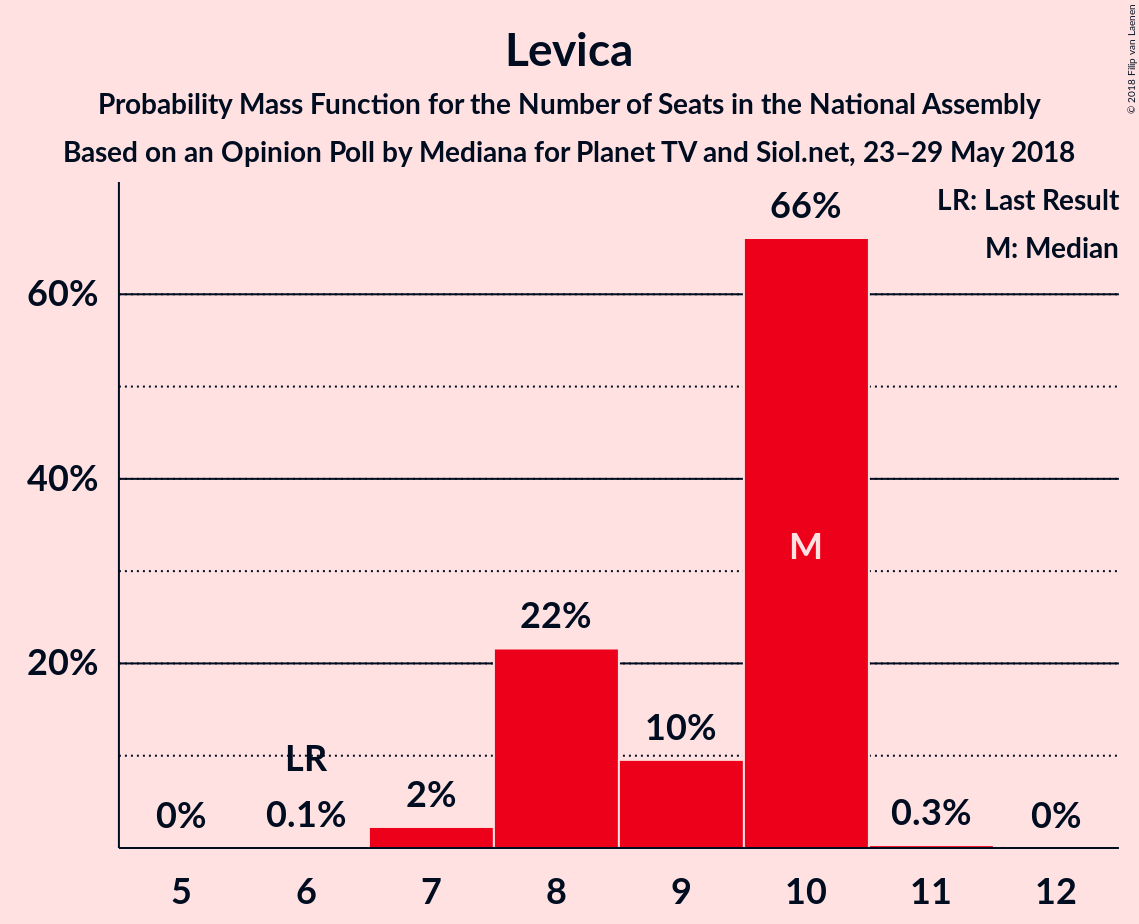 Levica
Probability Mass Function for the Number of Seats in the National Assembly
Based on an Opinion Poll by Mediana for Planet TV and Siol.net, 23–29 May 2018
© 2018 Filip van Laenen
LR: Last Result
M: Median
66%
60%
40%
M
22%
20%
10%
LR
2%
0%
0.1%
0.3%
0%
5 6 7 8 9 10 11 12